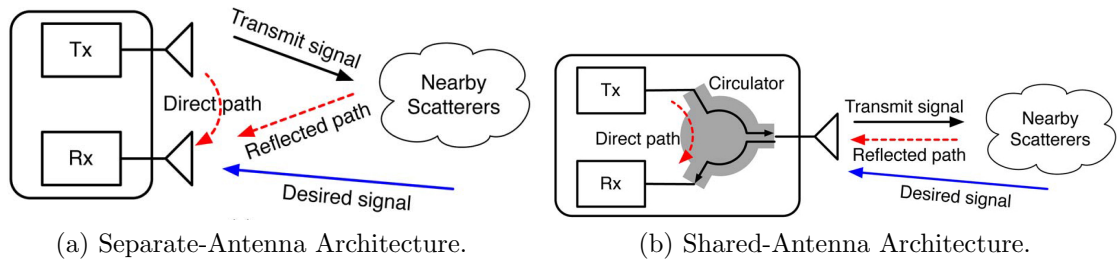 Tx
Transmit signal
Nearby
Scatterers
Direct path
Reflected path
Rx
Desired signal
(a) Separate-Antenna Architecture.
Tx
Circulator
Direct path
Rx
Transmit signal
Reflected path
Desired signal
Nearby
Scatterers
(b) Shared-Antenna Architecture.